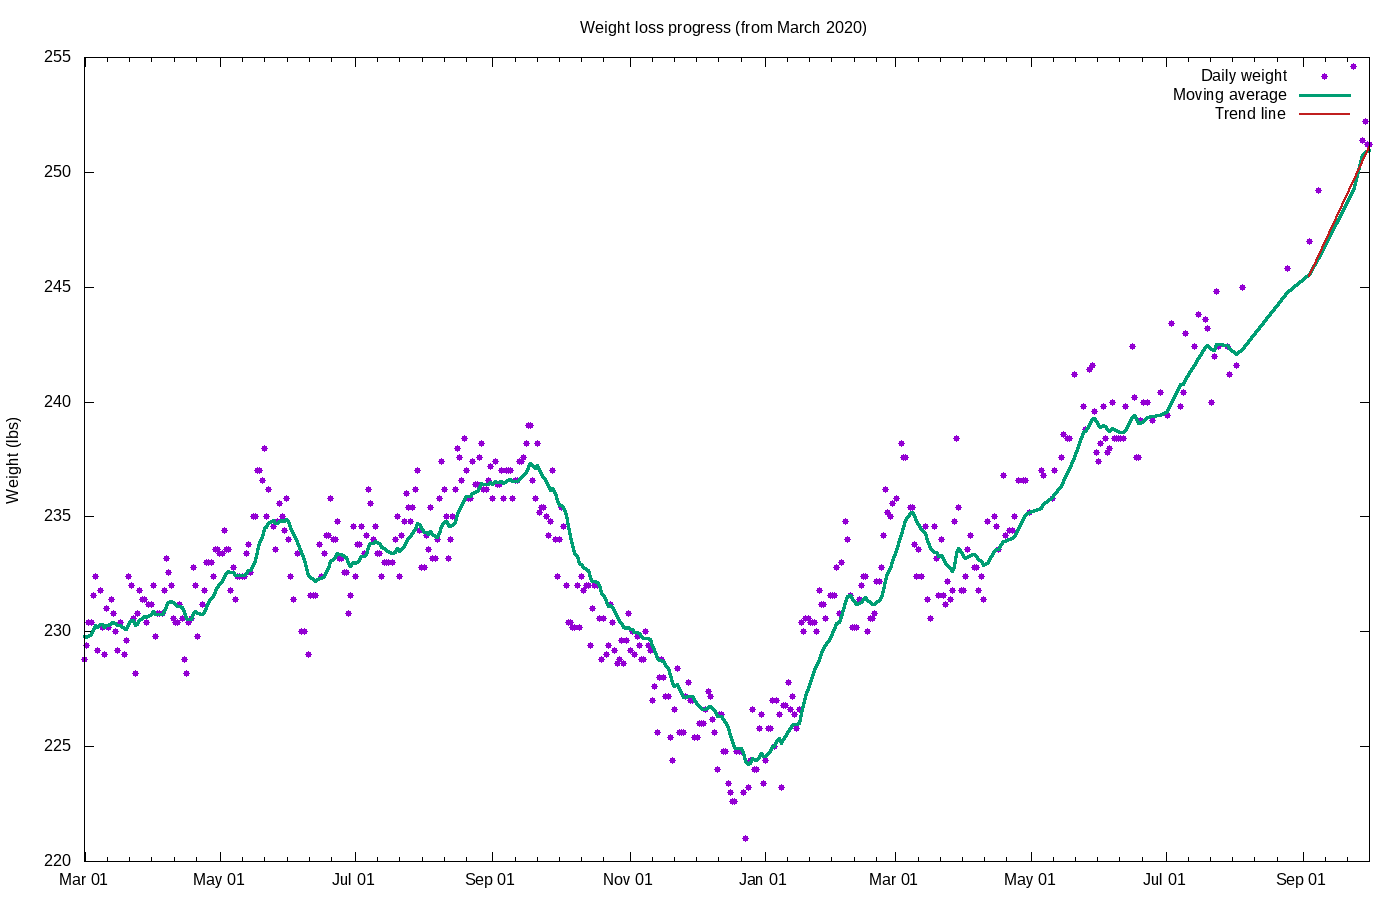 Weight loss progress (from March 2020)
255
Daily weight
Moving average
Trend line
250
245
240
235
230
225
220
Weight (lbs)
Mar 01 May 01 Jul 01 Sep 01 Nov 01 Jan 01 Mar 01 May 01 Jul 01 Sep 01